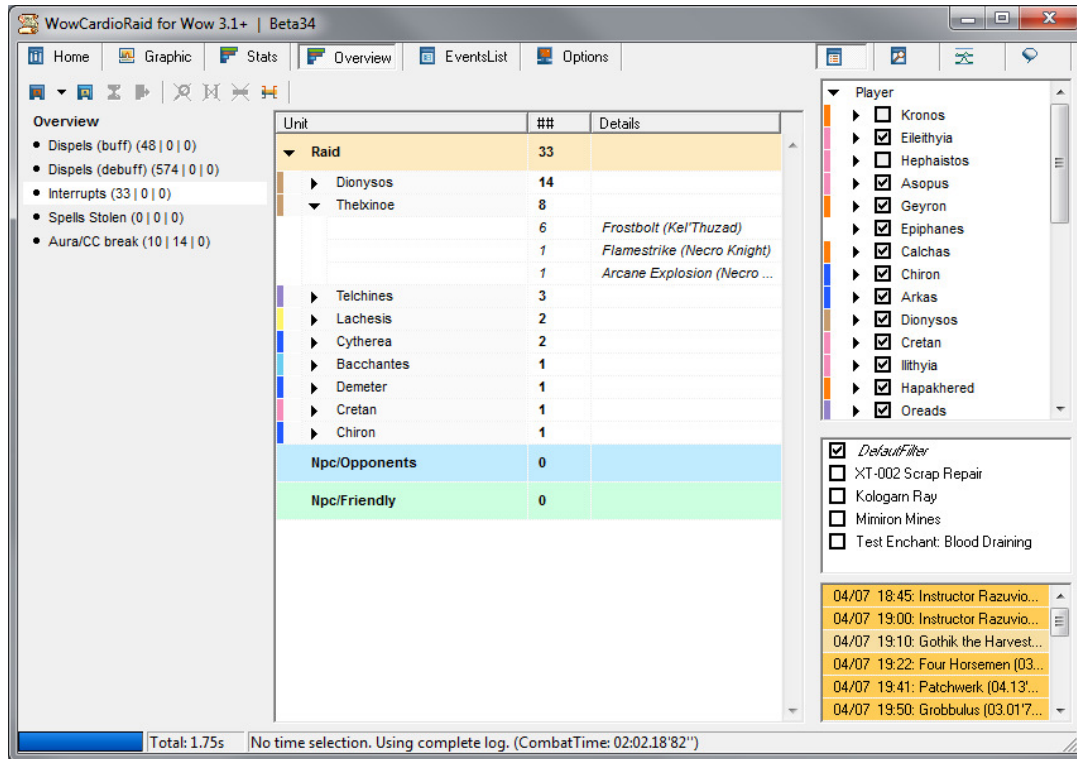 WowCardioRaid for Wow 3.1+ | Beta34
Home Graphic Stats Overview EventsList Options
Overview
Dispels (buff) (48 | 0 | 0)
Dispels (debuff) (574 | 0 | 0)
Interrupts (33 | 0 | 0)
Spells Stolen (0 | 0 | 0)
Aura/CC break (10 | 14 | 0)
Unit ## Details
Raid 33
Dionysos 14
Thelxinoe 8
6 Frostbolt (Kel'Thuzad)
1 Flamestrike (Necro Knight)
1 Arcane Explosion (Necro ...
Telchines 3
Lachesis 2
Cytherea 2
Bacchantes 1
Demeter 1
Cretan 1
Chiron 1
Npc/Opponents 0
Npc/Friendly 0
Player
Kronos
Eileithyia
Hephaistos
Asopus
Geyron
Epiphanes
Calchas
Chiron
Arkas
Dionysos
Cretan
Ilithyia
Hapakhered
Oreads
DefautFilter
XT-002 Scrap Repair
Kologarn Ray
Mimiron Mines
Test Enchant: Blood Draining
04/07 18:45: Instructor Razuvio...
04/07 19:00: Instructor Razuvio...
04/07 19:10: Gothik the Harvest...
04/07 19:22: Four Horsemen (03...
04/07 19:41: Patchwerk (04.13'...
04/07 19:50: Grobbulus (03.01'7...
Total: 1.75s No time selection. Using complete log. (CombatTime: 02:02.18'82'')